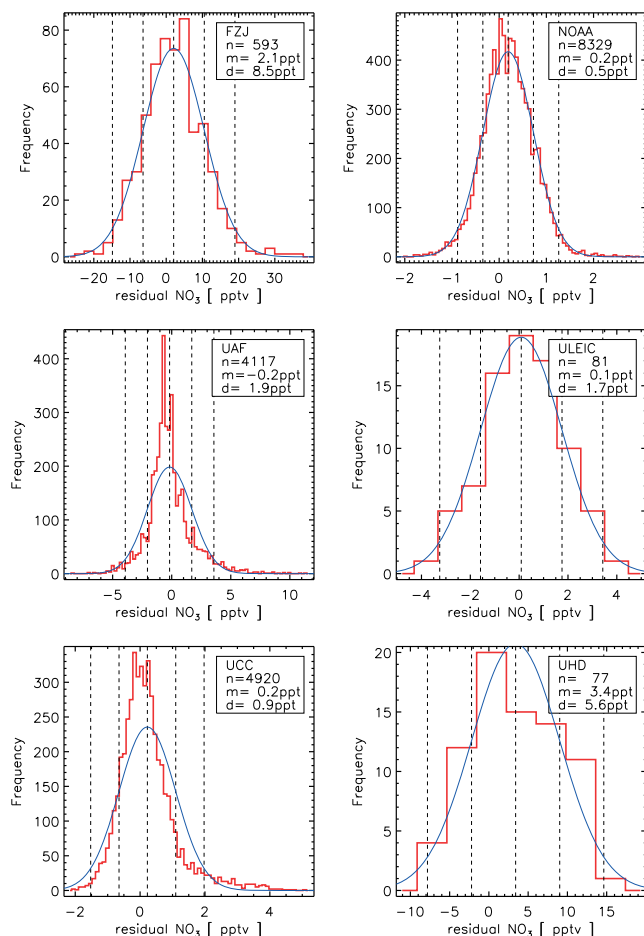 80
60
40
20
0
Frequency
FZJ
n= 593
m= 2.1ppt
d= 8.5ppt
−20 −10 0 10 20 30
residual NO3 [ pptv ]
400
300
200
100
0
Frequency
NOAA
n=8329
m= 0.2ppt
d= 0.5ppt
−2 −1 0 1 2
residual NO3 [ pptv ]
400
300
200
100
0
Frequency
UAF
n=4117
m=−0.2ppt
d= 1.9ppt
−5 0 5 10
residual NO3 [ pptv ]
15
10
5
0
Frequency
ULEIC
n= 81
m= 0.1ppt
d= 1.7ppt
−4 −2 0 2 4
residual NO3 [ pptv ]
300
250
200
150
100
50
0
Frequency
UCC
n=4920
m= 0.2ppt
d= 0.9ppt
−2 0 2 4
residual NO3 [ pptv ]
20
15
10
5
0
Frequency
UHD
n= 77
m= 3.4ppt
d= 5.6ppt
−10 −5 0 5 10 15
residual NO3 [ pptv ]